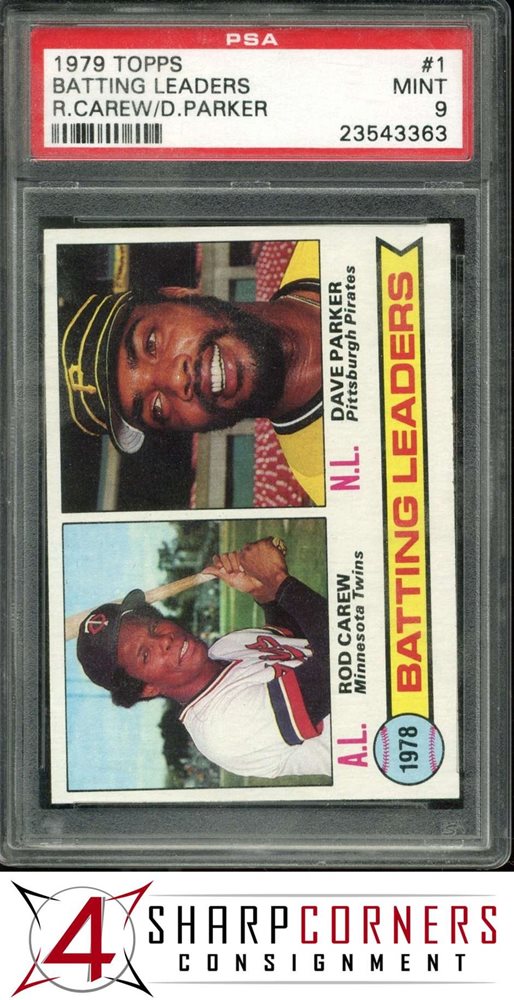 PSA
1979 TOPPS #1
BATTING LEADERS MINT
R.CAREW/D.PARKER 9
23543363
P
T
A.L.
ROD CAREW
Minnesota Twins
N.L.
DAVE PARKER
Pittsburgh Pirates
1978
BATTING LEADERS
4
SHARPCORNERS
CONSIGNMENT